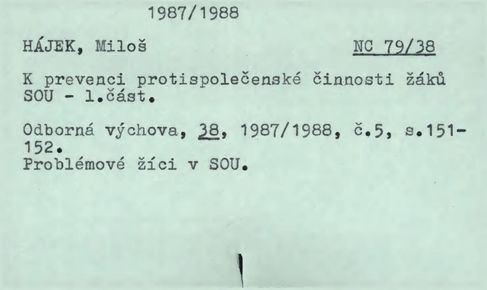 1987/1988
HÁJEK, Miloš NC 79/38
K prevenci protispolečenské činnosti žáků
SOU - 1.část.
Odborná výchova, 38, 1987/1988, č.5, s.151-
152.
Problémové žíci v SOU.